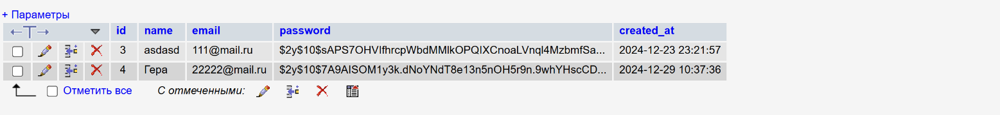 + Параметры
id name email password created_at
3 asdasd 111@mail.ru $2y$10$sAPS7OHVIfhrcpWbdMMlkOPQIXCnoaLVnql4MzbmfSa... 2024-12-23 23:21:57
4 Гера 22222@mail.ru $2y$10$7A9AISOM1y3k.dNoYNdT8e13n5nOH5r9n.9whYHscCD... 2024-12-29 10:37:36
Отметить все С отмеченными: